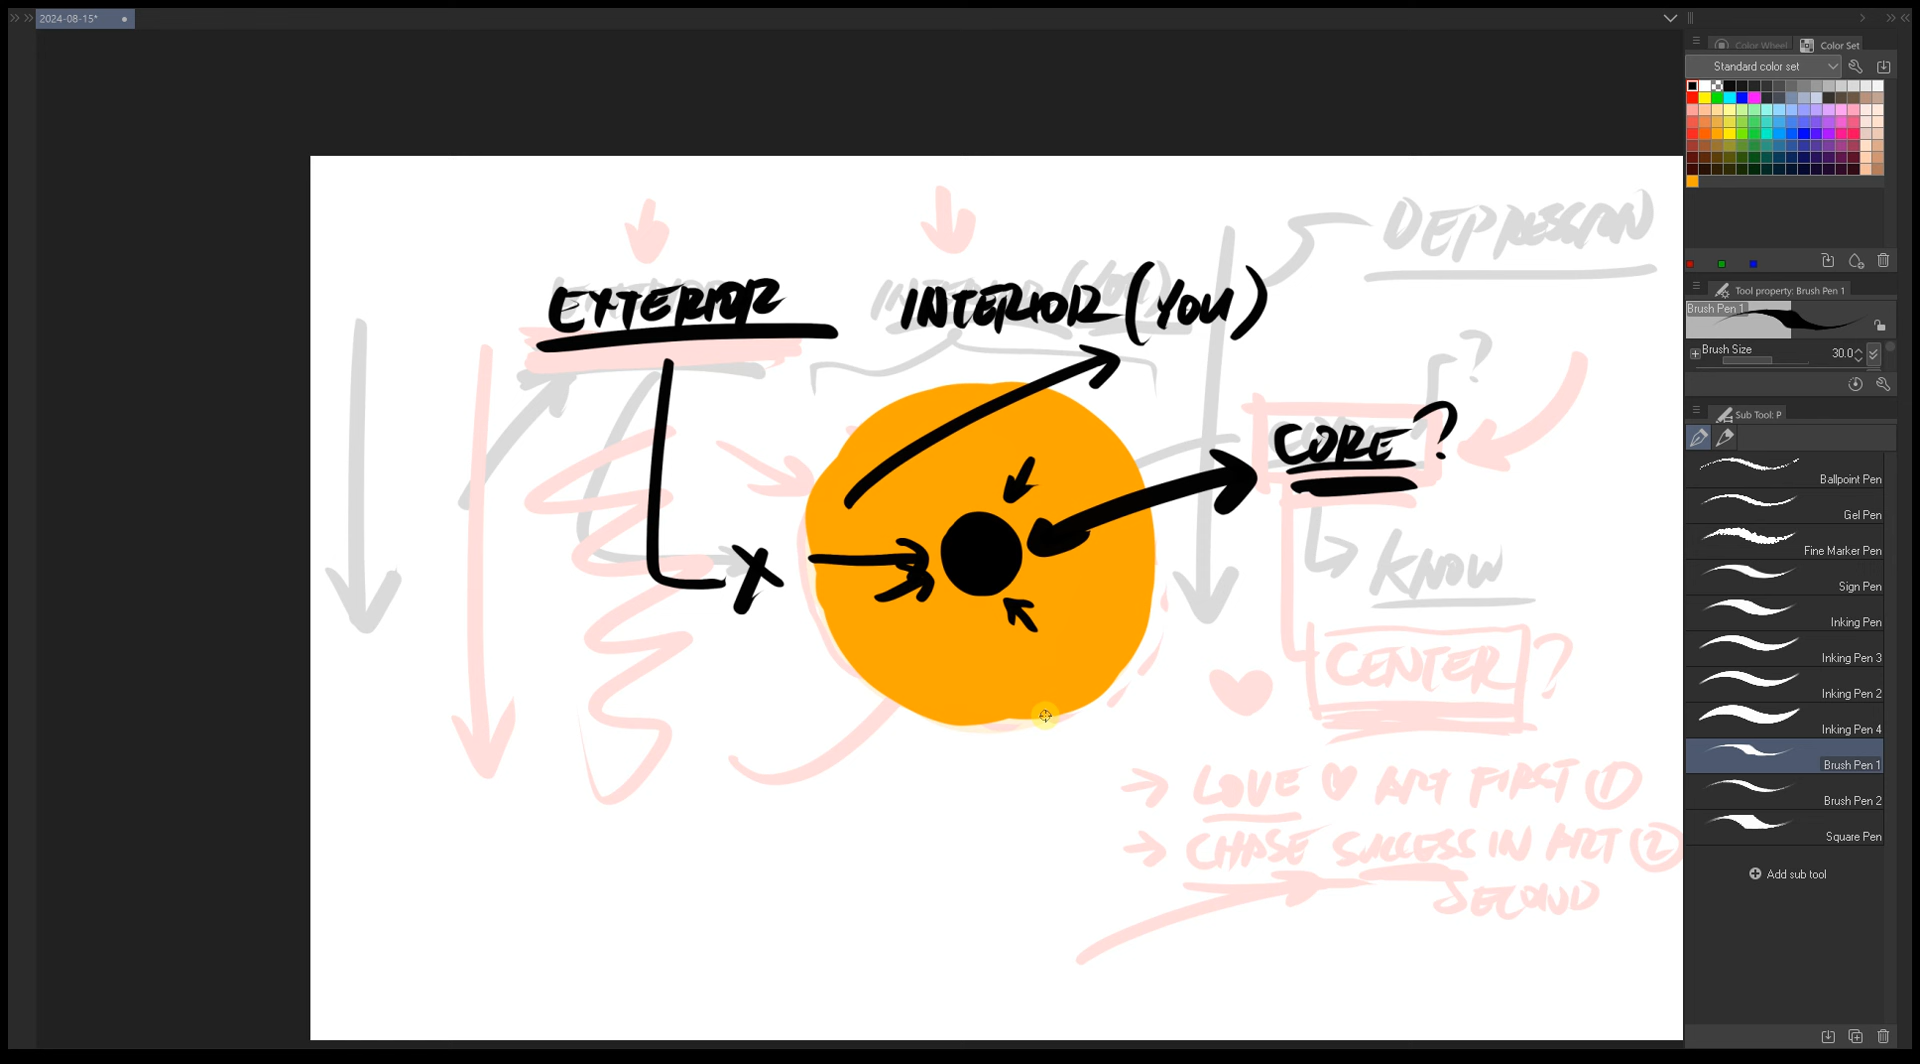 2024-08-15*
Color Wheel
Color Set
Standard color set
Tool property: Brush Pen 1
Brush Pen 1
Brush Size
30.0
Sub Tool: P
Ballpoint Pen
Gel Pen
Fine Marker Pen
Sign Pen
Inking Pen
Inking Pen 3
Inking Pen 2
Inking Pen 4
Brush Pen 1
Brush Pen 2
Square Pen
Add sub tool
DEPRESSION
EXTERIOR
INTERIOR (YOU)
?
CORE?
X
KNOW
CENTER?
→ LOVE ♡ ART FIRST ①
→ CHASE SUCCESS IN ART ②
SECOND